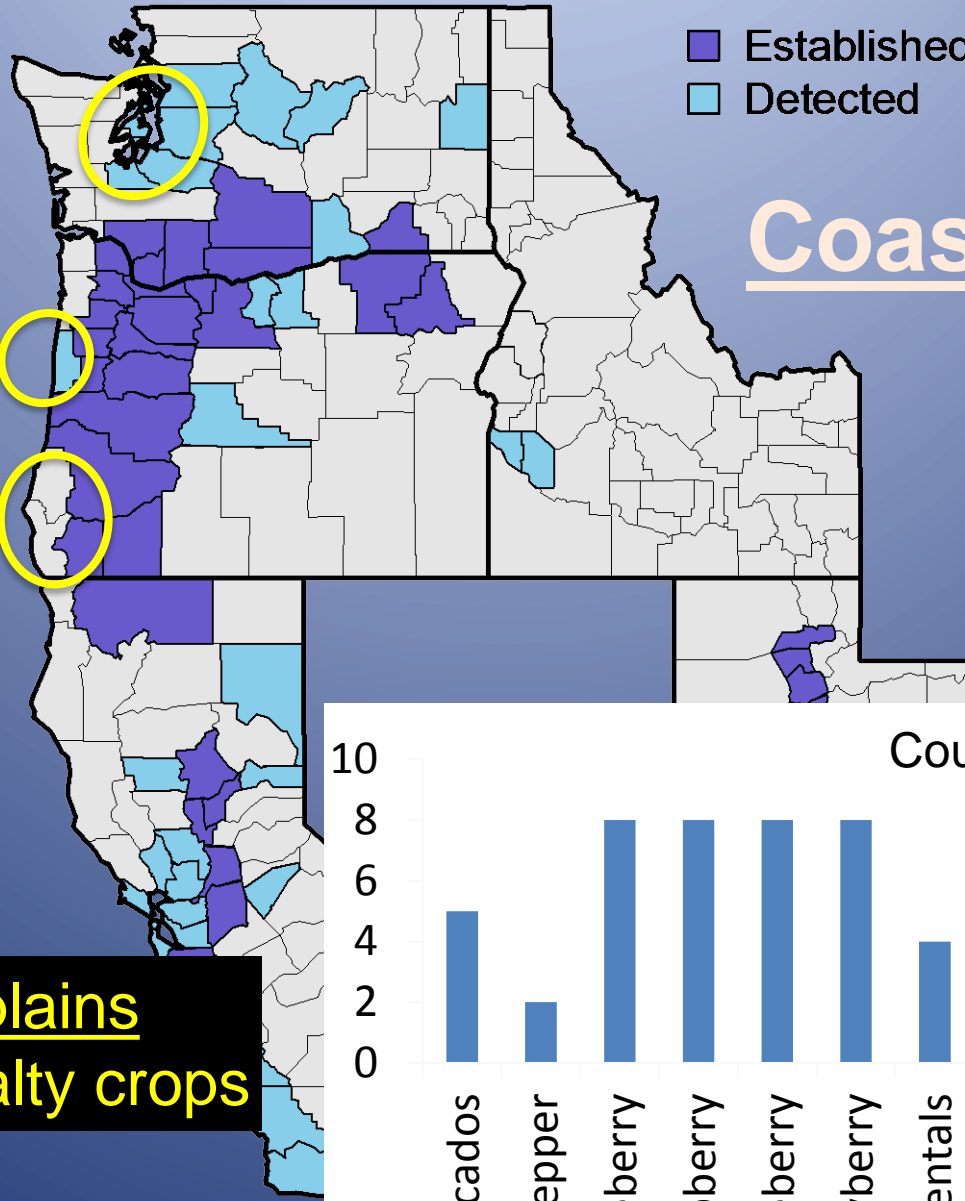 Established
Detected
Coas
Cou
10
8
6
4
2
0
cados
epper
berry
berry
berry
berry
entals
plains
alty crops